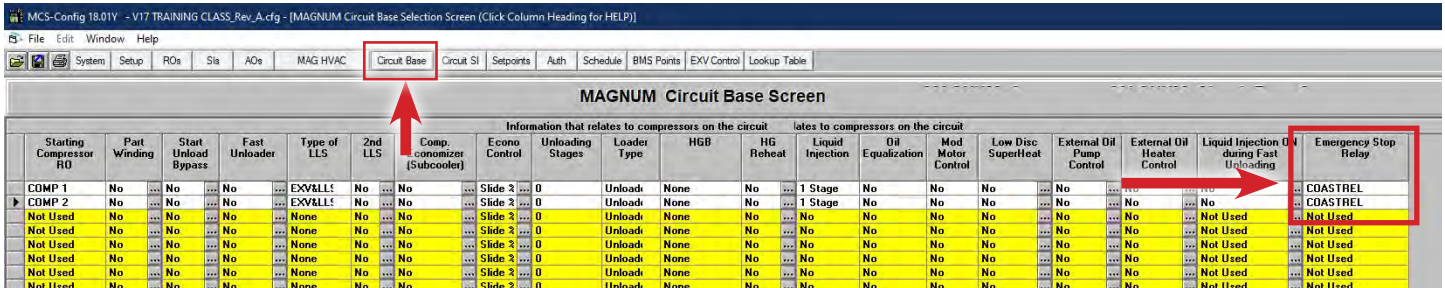 MCS-Config 18.01Y - V17 TRAINING CLASS_Rev_A.cfg - [MAGNUM Circuit Base Selection Screen (Click Column Heading for HELP)]
File Edit Window Help
System Setup ROs SIs AOs MAG HVAC Circuit Base Circuit SI Setpoints Auth Schedule BMS Points EXV Control Lookup Table
MAGNUM Circuit Base Screen
Information that relates to compressors on the circuit lates to compressors on the circuit
Starting Compressor RO Part Winding Start Unload Bypass Fast Unloader Type of LLS 2nd LLS Comp. Economizer (Subcooler) Econo Control Unloading Stages Loader Type HGB HG Reheat Liquid Injection Oil Equalization Mod Motor Control Low Disc SuperHeat External Oil Pump Control External Oil Heater Control Liquid Injection ON during Fast Unloading Emergency Stop Relay
COMP 1 No ... No ... No ... EXV&LLS No ... No ... Slide % ... 0 Unload None No ... 1 Stage No No No ... No ... No No ... COASTREL
COMP 2 No ... No ... No ... EXV&LLS No ... No ... Slide % ... 0 Unload None No ... 1 Stage No No No ... No ... No ... No ... COASTREL
Not Used No ... No ... No ... None No ... No ... Slide % ... 0 Unload None No ... No No No No ... No ... No ... Not Used ... Not Used
Not Used No ... No ... No ... None No ... No ... Slide % ... 0 Unload None No ... No No No No ... No ... No ... Not Used ... Not Used
Not Used No ... No ... No ... None No ... No ... Slide % ... 0 Unload None No ... No No No No ... No ... No ... Not Used ... Not Used
Not Used No ... No ... No ... None No ... No ... Slide % ... 0 Unload None No ... No No No No ... No ... No ... Not Used ... Not Used
Not Used No ... No ... No ... None No ... No ... Slide % ... 0 Unload None No ... No No No No ... No ... No ... Not Used ... Not Used